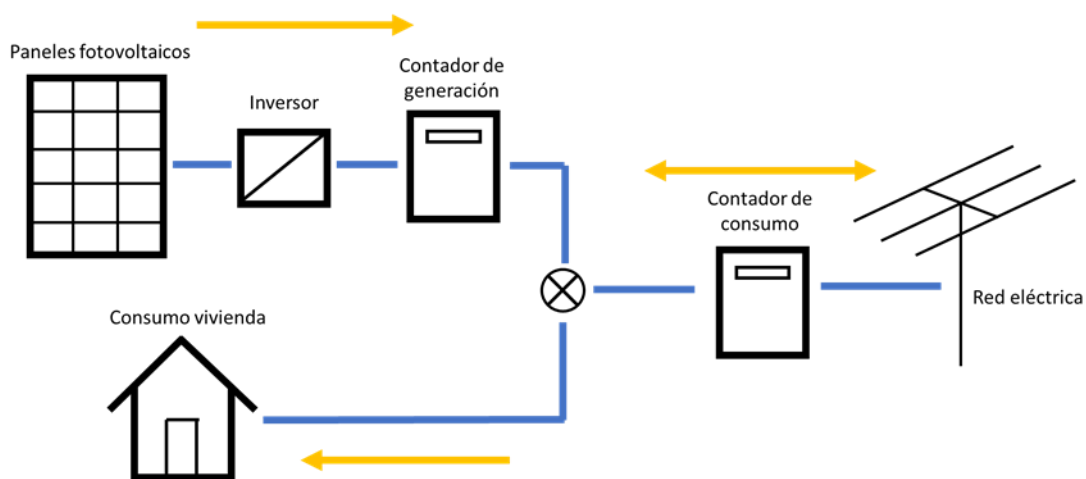 Paneles fotovoltaicos
Inversor
Contador de
generación
Contador de
consumo
Red eléctrica
Consumo vivienda